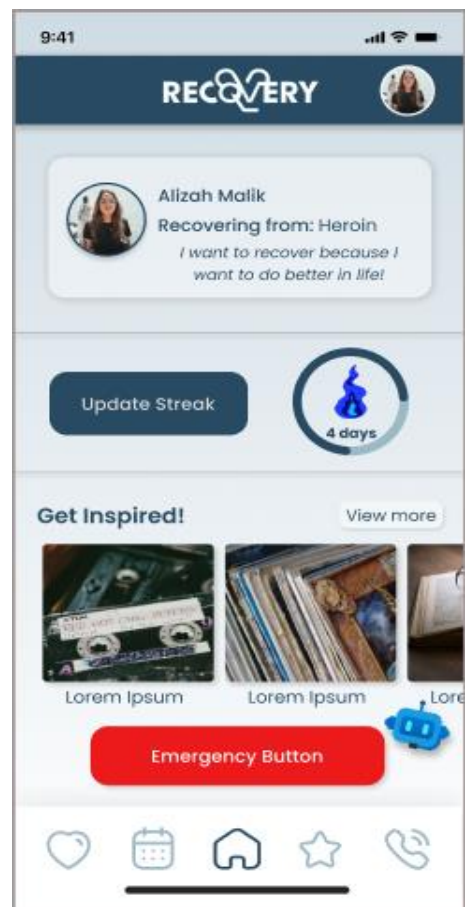 9:41
RECOVERY
Alizah Malik
Recovering from: Heroin
I want to recover because I
want to do better in life!
Update Streak
4 days
Get Inspired!
View more
Lorem Ipsum
Lorem Ipsum
Lore
Emergency Button